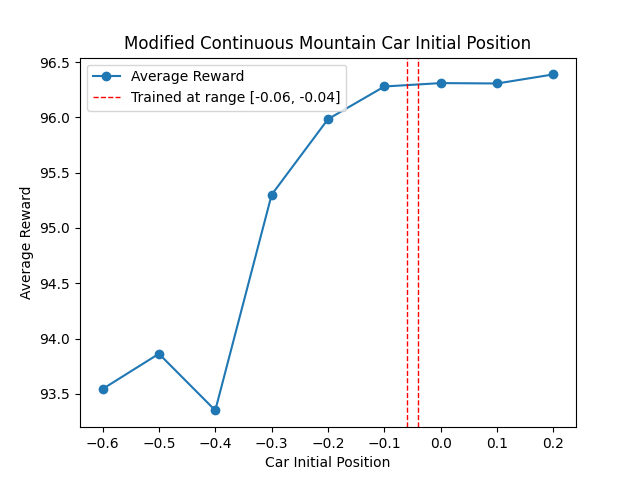 Modified Continuous Mountain Car Initial Position
Average Reward
Trained at range [-0.06, -0.04]
96.5
96.0
95.5
95.0
94.5
94.0
93.5
Average Reward
−0.6 −0.5 −0.4 −0.3 −0.2 −0.1 0.0 0.1 0.2
Car Initial Position